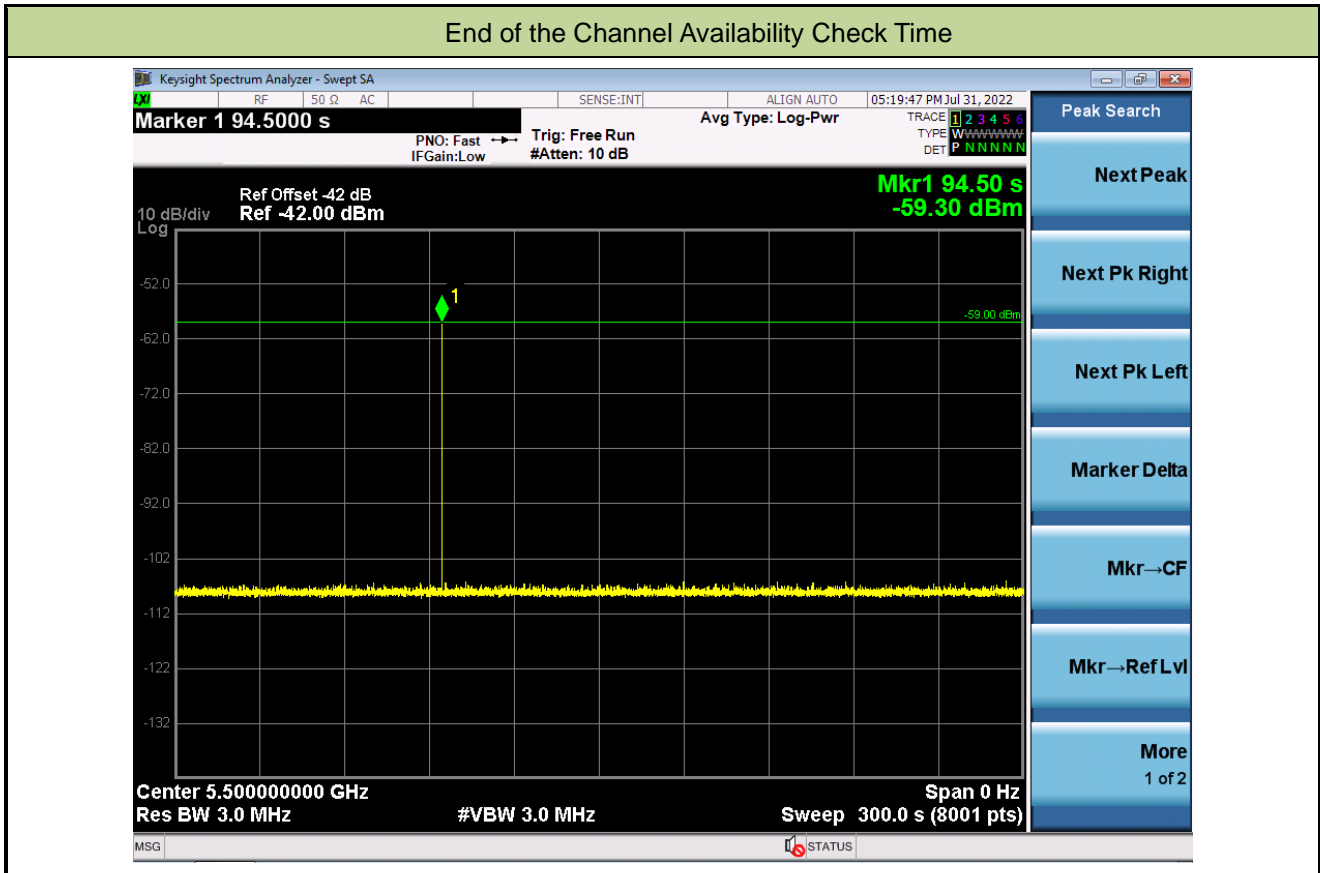 End of the Channel Availability Check Time
Keysight Spectrum Analyzer - Swept SA
LXI RF 50 Ω AC SENSE:INT ALIGN AUTO 05:19:47 PM Jul 31, 2022
Marker 1 94.5000 s
PNO: Fast
IFGain:Low
Trig: Free Run
#Atten: 10 dB
Avg Type: Log-Pwr
TRACE 1 2 3 4 5 6
TYPE WWWWWW
DET P N N N N N
Ref Offset -42 dB
10 dB/div Ref -42.00 dBm
Log
Mkr1 94.50 s
-59.30 dBm
-52.0
1
-59.00 dBm
-62.0
-72.0
-82.0
-92.0
-102
-112
-122
-132
Center 5.500000000 GHz Span 0 Hz
Res BW 3.0 MHz #VBW 3.0 MHz Sweep 300.0 s (8001 pts)
MSG STATUS
Peak Search
Next Peak
Next Pk Right
Next Pk Left
Marker Delta
Mkr→CF
Mkr→Ref Lvl
More
1 of 2